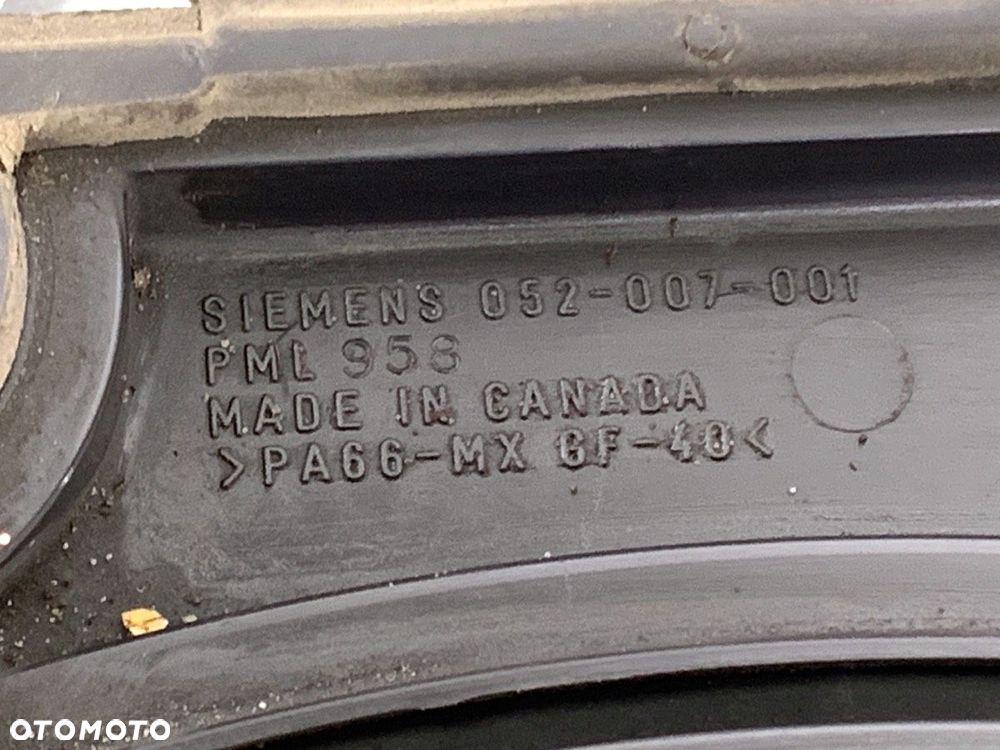 SIEMENS 052-007-001
PML 958
MADE IN CANADA
>PA66-MX GF-40<
OTOMOTO